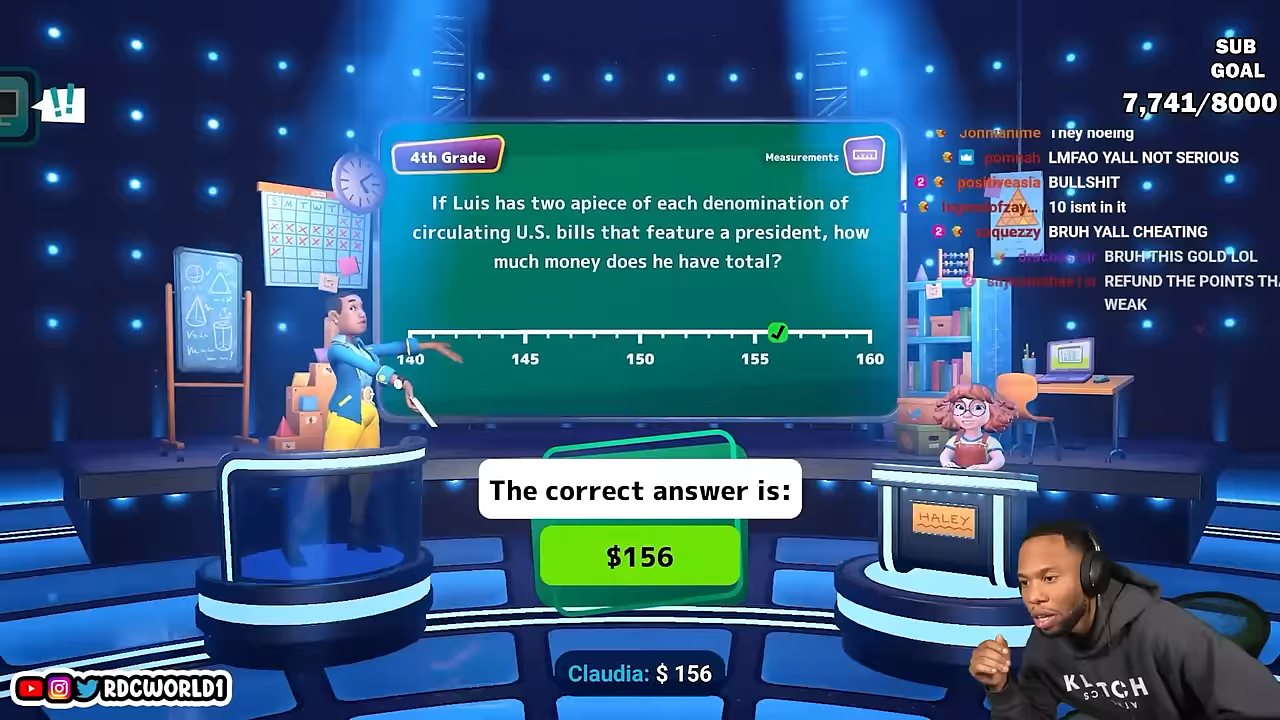 SUB
GOAL
7,741/8000
!!
4th Grade
Measurements
If Luis has two apiece of each denomination of
circulating U.S. bills that feature a president, how
much money does he have total?
140 145 150 155 160
S M T W T
Jonmanime They noeing
pomnah LMFAO YALL NOT SERIOUS
positiveasia BULLSHIT
10 isnt in it
BRUH YALL CHEATING
BRUH THIS GOLD LOL
REFUND THE POINTS THA
WEAK
The correct answer is:
$156
HALEY
Claudia: $ 156
RDCWORLD1